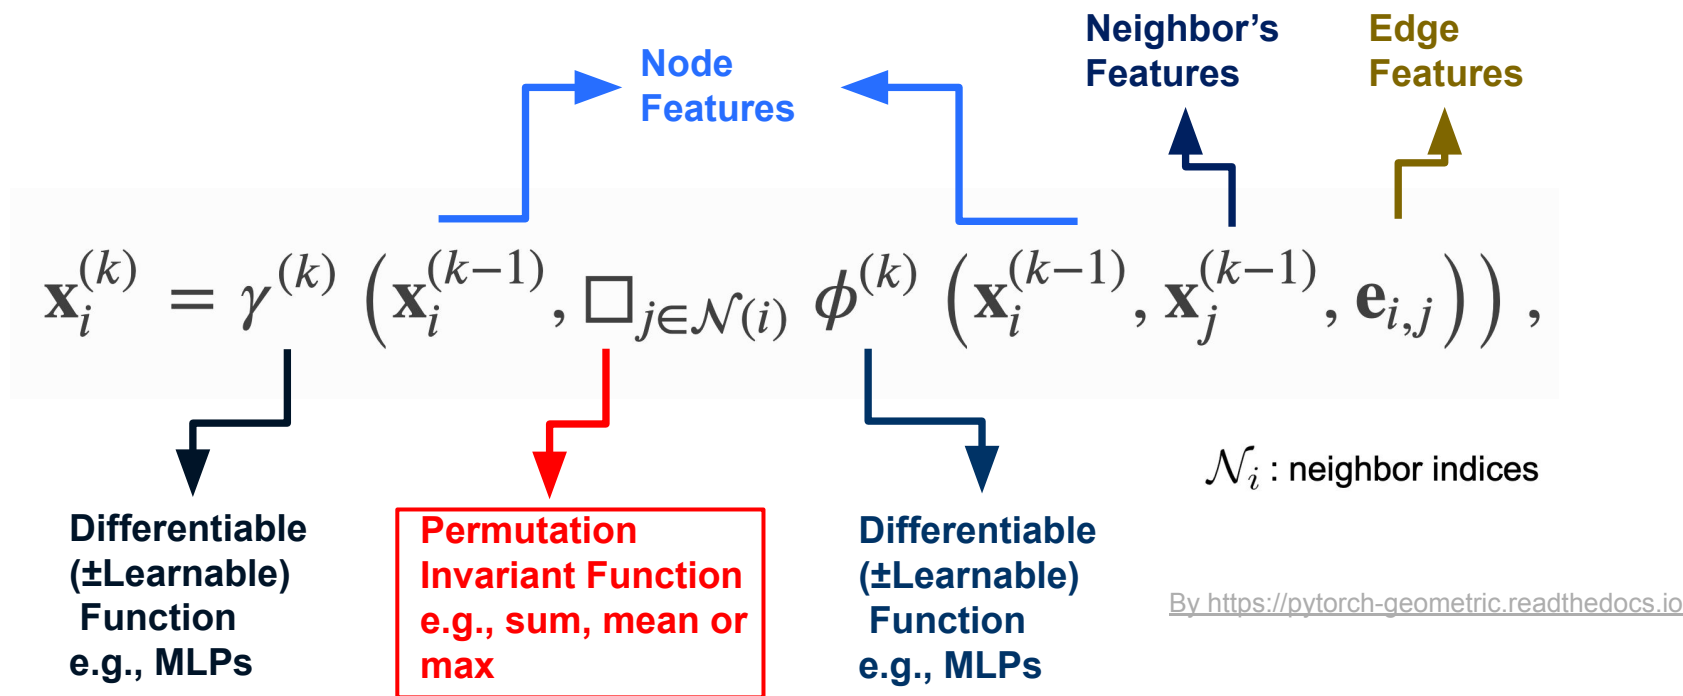 Neighbor's
Features
Edge
Features
Node
Features
𝐱_i^{(k)} = γ^{(k)} ( 𝐱_i^{(k−1)}, □_{j∈𝒩(i)} ϕ^{(k)} ( 𝐱_i^{(k−1)}, 𝐱_j^{(k−1)}, 𝐞_{i,j} ) ) ,
𝒩_i : neighbor indices
Differentiable
(±Learnable)
Function
e.g., MLPs
Permutation
Invariant Function
e.g., sum, mean or
max
Differentiable
(±Learnable)
Function
e.g., MLPs
By https://pytorch-geometric.readthedocs.io